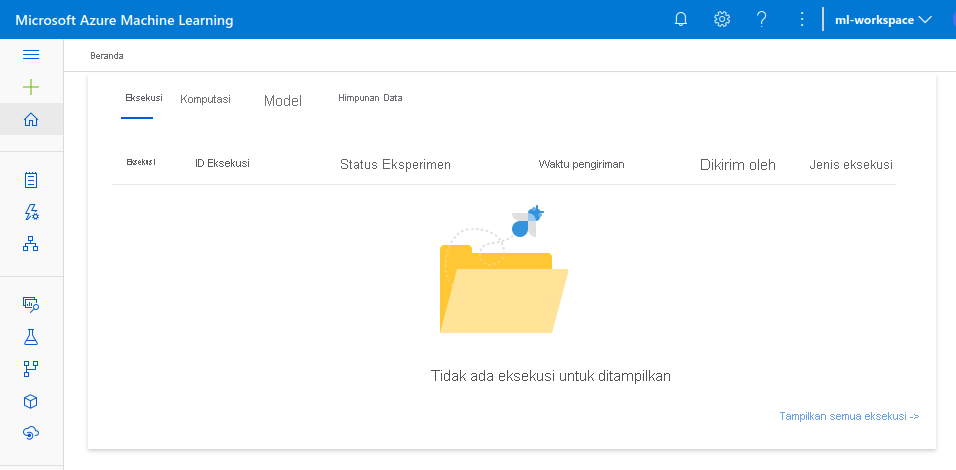 Microsoft Azure Machine Learning ml-workspace
Beranda
Eksekusi Komputasi Model Himpunan Data
Eksekusi ID Eksekusi Status Eksperimen Waktu pengiriman Dikirim oleh Jenis eksekusi
Tidak ada eksekusi untuk ditampilkan
Tampilkan semua eksekusi ->